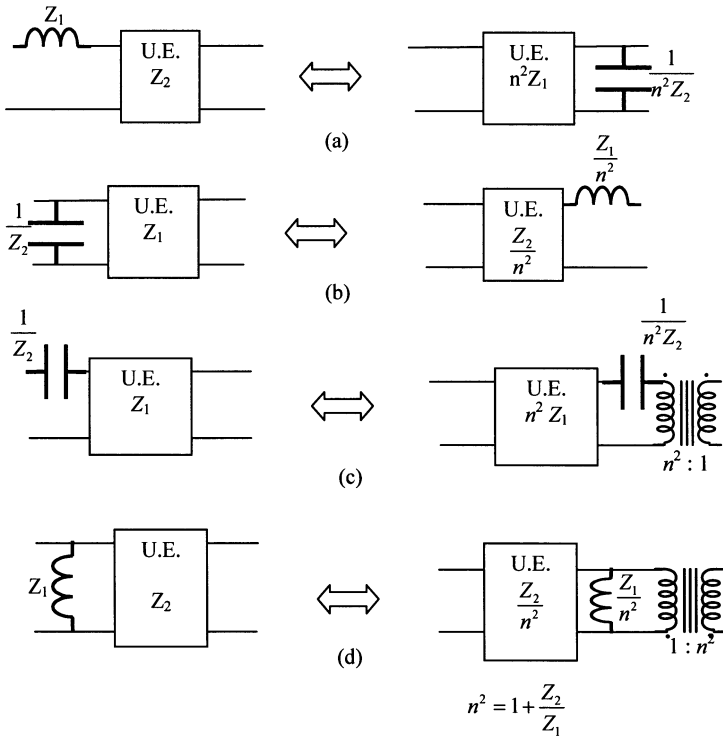 Z₁
U.E.
Z₂
U.E.
n²Z₁
1/(n²Z₂)
(a)
1/Z₂
U.E.
Z₁
U.E.
Z₂/n²
Z₁/n²
(b)
1/Z₂
U.E.
Z₁
U.E.
n² Z₁
1/(n²Z₂)
n² : 1
(c)
Z₁
U.E.
Z₂
U.E.
Z₂/n²
Z₁/n²
1 : n²
(d)
n² = 1 + Z₂/Z₁